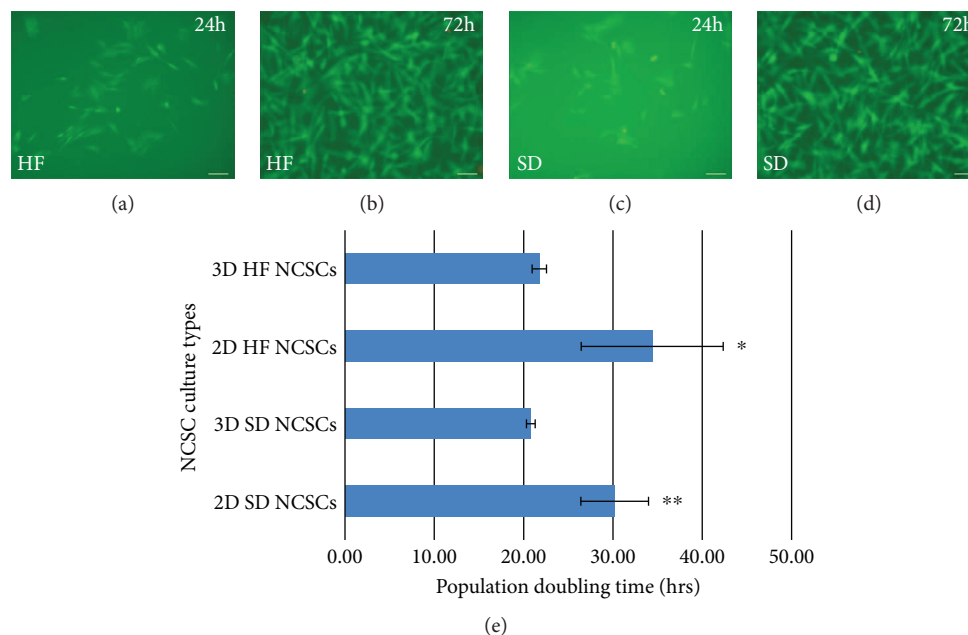 24h
HF
72h
HF
24h
SD
72h
SD
(a)
(b)
(c)
(d)
NCSC culture types
3D HF NCSCs
2D HF NCSCs
*
3D SD NCSCs
2D SD NCSCs
**
0.00 10.00 20.00 30.00 40.00 50.00
Population doubling time (hrs)
(e)